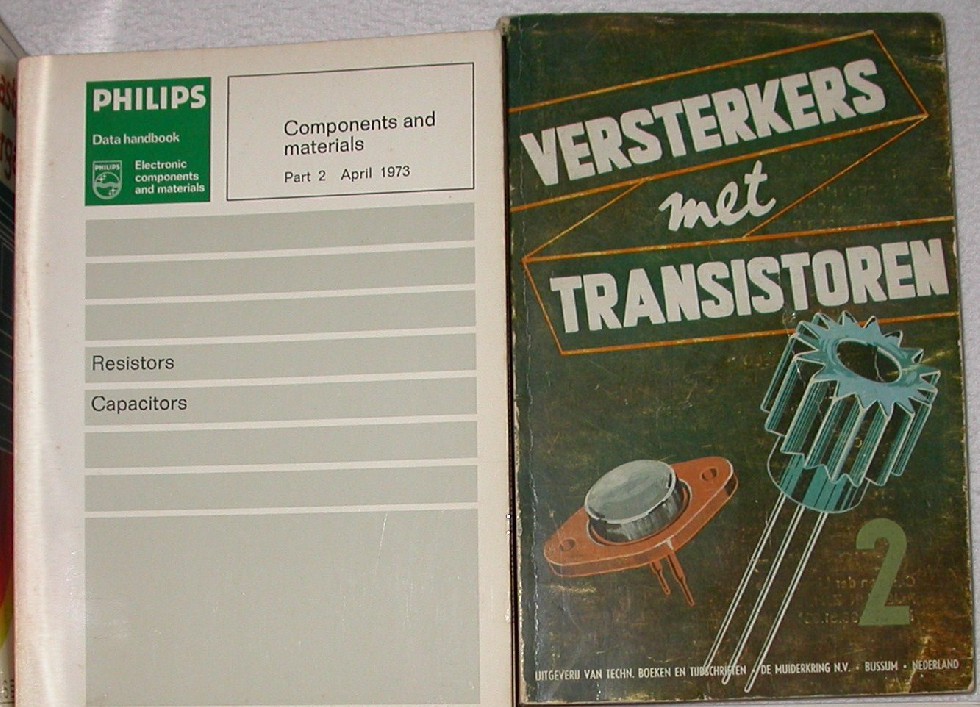 PHILIPS
Data handbook
PHILIPS
Electronic
components
and materials
Components and
materials
Part 2 April 1973
Resistors
Capacitors
VERSTERKERS
met
TRANSISTOREN
2
UITGEVERIJ VAN TECHN. BOEKEN EN TIJDSCHRIFTEN - DE MUIDERKRING N.V. - BUSSUM - NEDERLAND